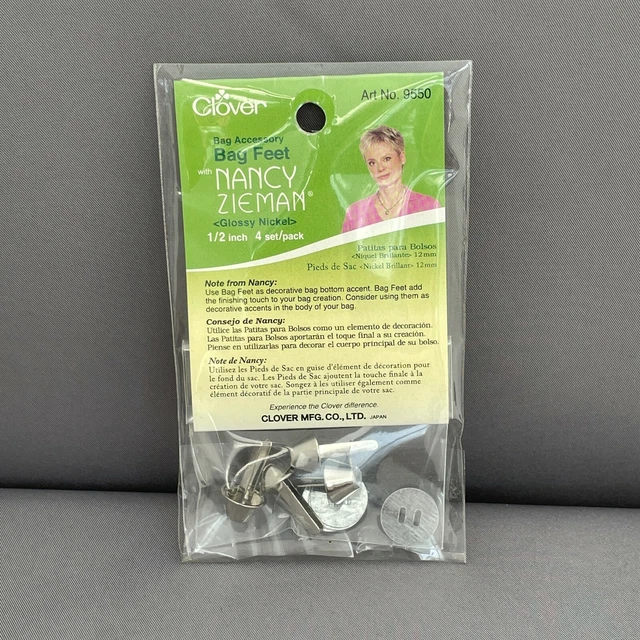 Clover
Art No. 9550
Bag Accessory
Bag Feet
with NANCY
ZIEMAN®
<Glossy Nickel>
1/2 inch 4 set/pack
Patitas para Bolsos
<Níquel Brillante> 12mm
Pieds de Sac <Nickel Brillant> 12mm
Note from Nancy:
Use Bag Feet as decorative bag bottom accent. Bag Feet add
the finishing touch to your bag creation. Consider using them as
decorative accents in the body of your bag.
Consejo de Nancy:
Utilice las Patitas para Bolsos como un elemento de decoración.
Las Patitas para Bolsos aportarán el toque final a su creación.
Piense en utilizarlas para decorar el cuerpo principal de su bolso.
Note de Nancy:
Utilisez les Pieds de Sac en guise d'élément de décoration pour
le fond du sac. Les Pieds de Sac ajoutent la touche finale à la
création de votre sac. Songez à les utiliser également comme
élément décoratif de la partie principale de votre sac.
Experience the Clover difference.
CLOVER MFG. CO., LTD. JAPAN